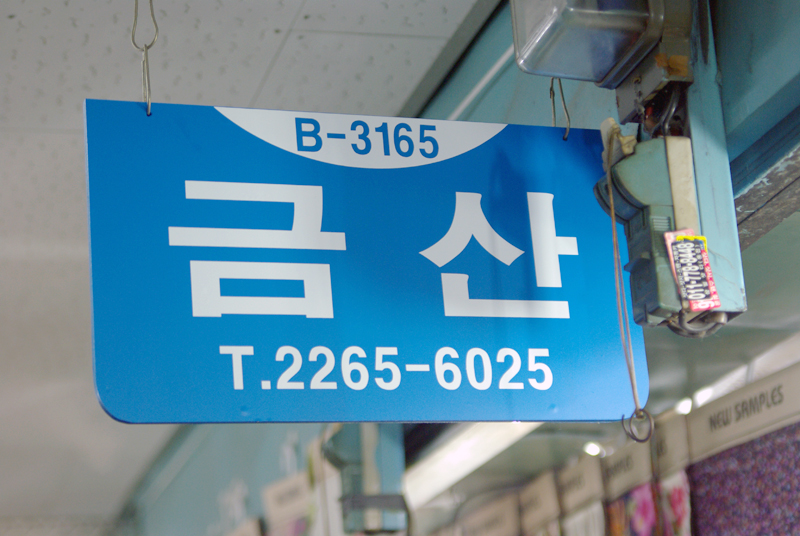 B-3165
금 산
T.2265-6025
NEW SAMPLES